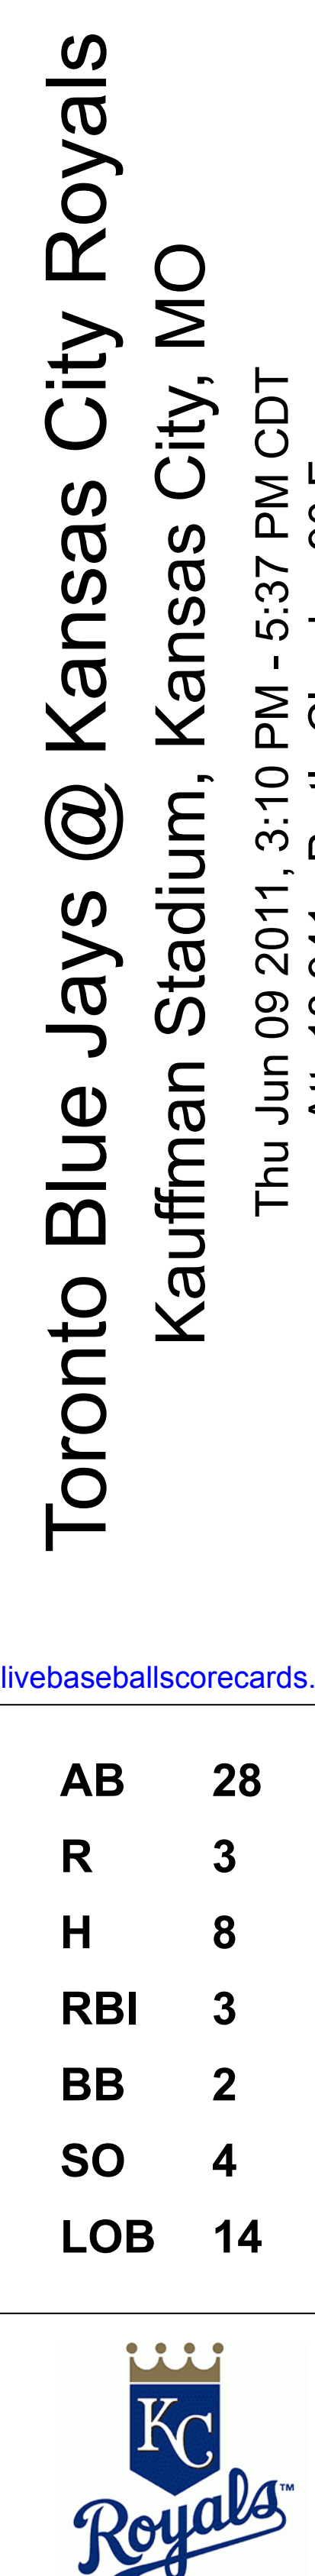 Toronto Blue Jays @ Kansas City Royals
Kauffman Stadium, Kansas City, MO
Thu Jun 09 2011, 3:10 PM - 5:37 PM CDT
livebaseballscorecards.
AB 28
R 3
H 8
RBI 3
BB 2
SO 4
LOB 14
KC
Royals™